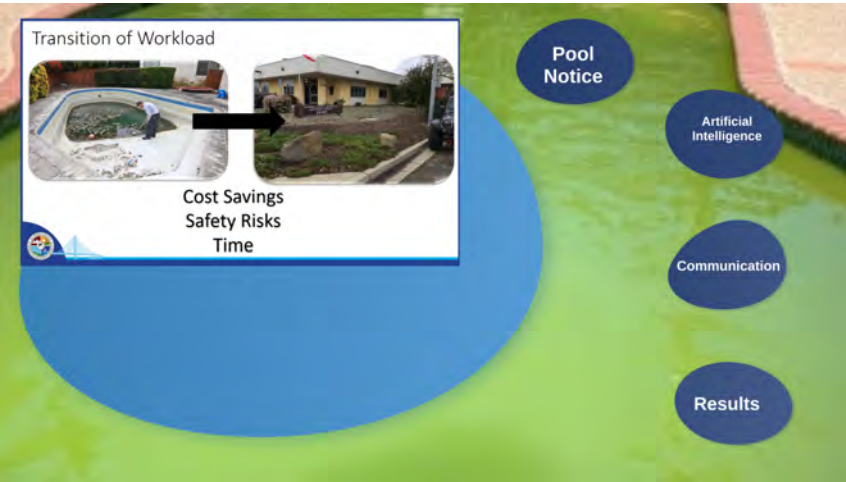 Transition of Workload
Cost Savings
Safety Risks
Time
Pool
Notice
Artificial
Intelligence
Communication
Results